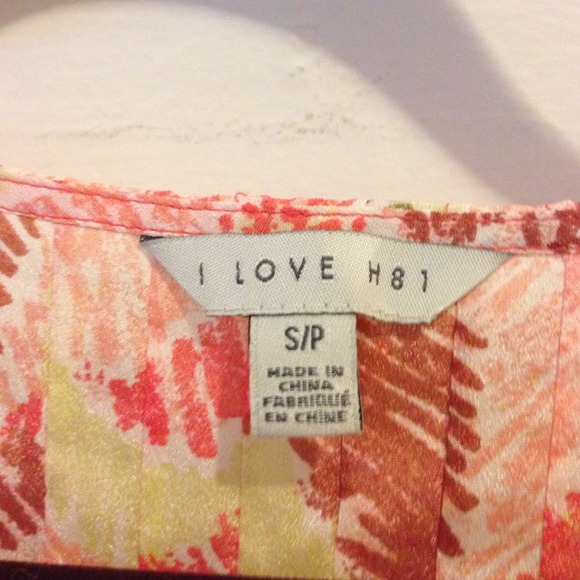 I LOVE H81
S/P
MADE IN
CHINA
FABRIQUÉ
EN CHINE